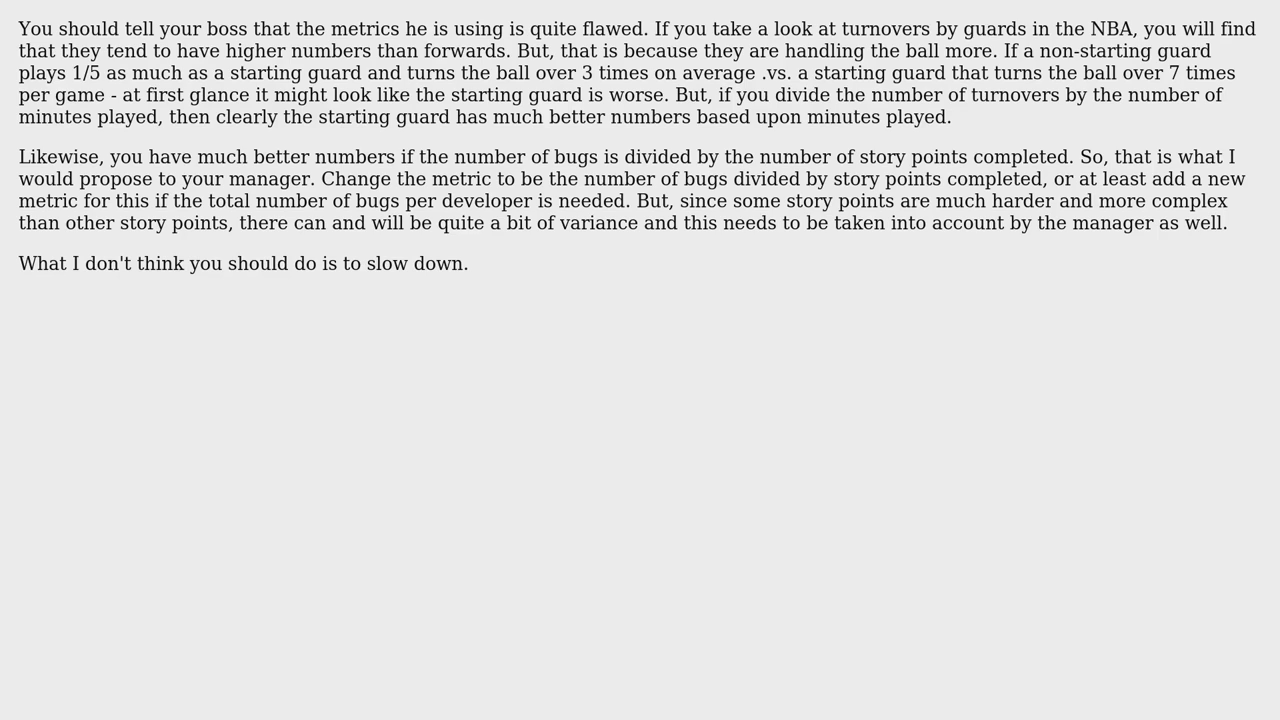 You should tell your boss that the metrics he is using is quite flawed. If you take a look at turnovers by guards in the NBA, you will find
that they tend to have higher numbers than forwards. But, that is because they are handling the ball more. If a non-starting guard
plays 1/5 as much as a starting guard and turns the ball over 3 times on average .vs. a starting guard that turns the ball over 7 times
per game - at first glance it might look like the starting guard is worse. But, if you divide the number of turnovers by the number of
minutes played, then clearly the starting guard has much better numbers based upon minutes played.
Likewise, you have much better numbers if the number of bugs is divided by the number of story points completed. So, that is what I
would propose to your manager. Change the metric to be the number of bugs divided by story points completed, or at least add a new
metric for this if the total number of bugs per developer is needed. But, since some story points are much harder and more complex
than other story points, there can and will be quite a bit of variance and this needs to be taken into account by the manager as well.
What I don't think you should do is to slow down.